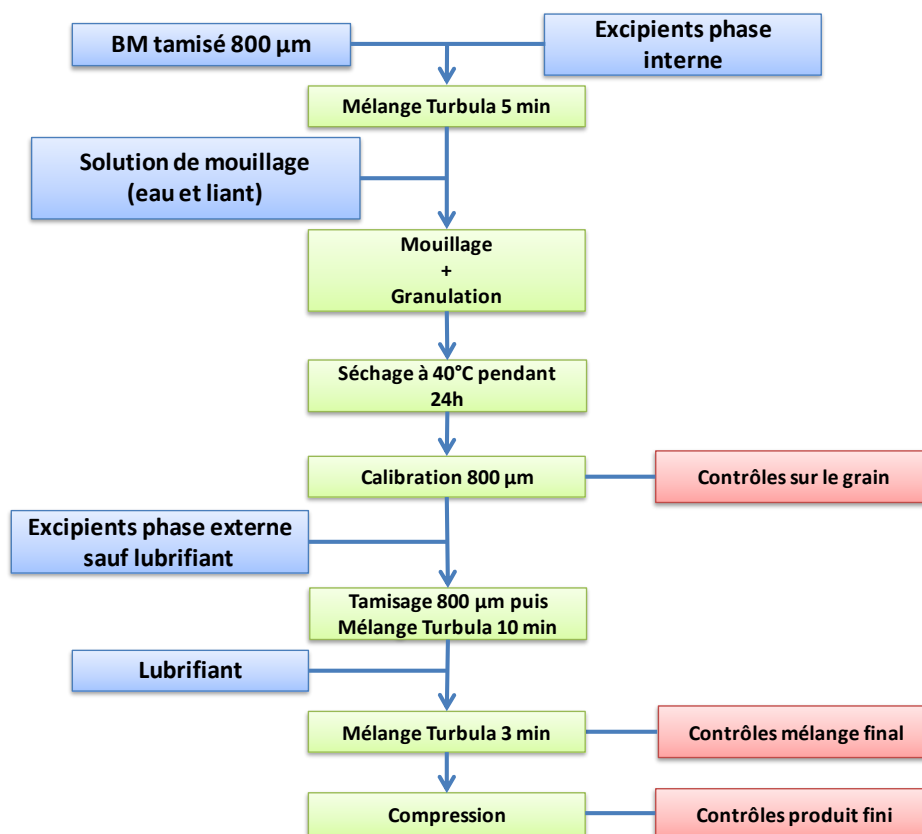 BM tamisé 800 µm
Excipients phase
interne
Mélange Turbula 5 min
Solution de mouillage
(eau et liant)
Mouillage
+
Granulation
Séchage à 40°C pendant
24h
Calibration 800 µm
Contrôles sur le grain
Excipients phase externe
sauf lubrifiant
Tamisage 800 µm puis
Mélange Turbula 10 min
Lubrifiant
Mélange Turbula 3 min
Contrôles mélange final
Compression
Contrôles produit fini